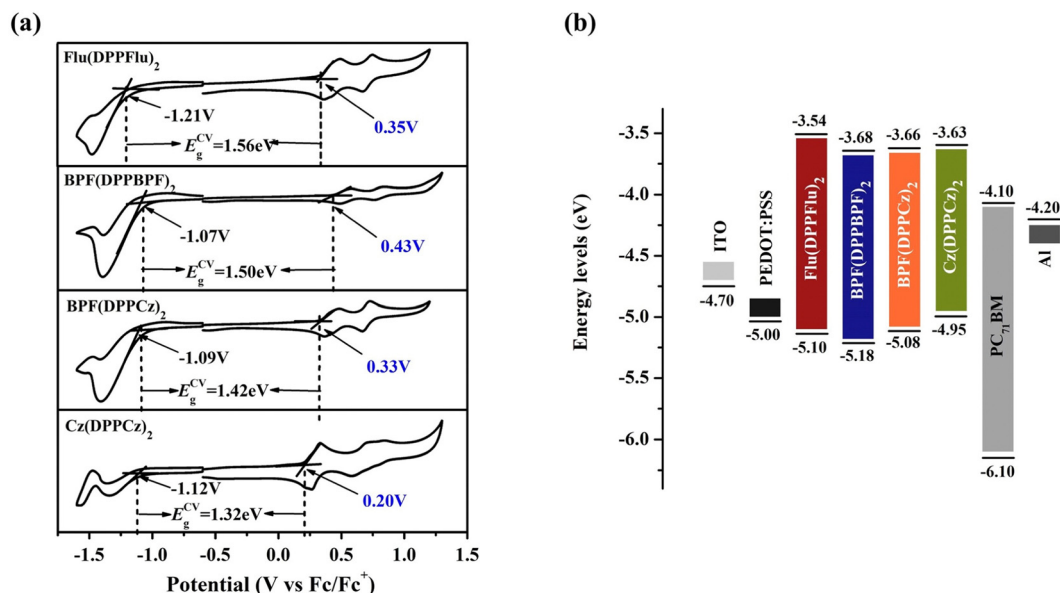 (a)
Flu(DPPFlu)₂
-1.21V
0.35V
E_g^CV=1.56eV
BPF(DPPBPF)₂
-1.07V
0.43V
E_g^CV=1.50eV
BPF(DPPCz)₂
-1.09V
0.33V
E_g^CV=1.42eV
Cz(DPPCz)₂
-1.12V
0.20V
E_g^CV=1.32eV
-1.5 -1.0 -0.5 0.0 0.5 1.0 1.5
Potential (V vs Fc/Fc⁺)
(b)
Energy levels (eV)
-3.5
-4.0
-4.5
-5.0
-5.5
-6.0
ITO
-4.70
PEDOT:PSS
-5.00
-3.54
Flu(DPPFlu)₂
-5.10
-3.68
BPF(DPPBPF)₂
-5.18
-3.66
BPF(DPPCz)₂
-5.08
-3.63
Cz(DPPCz)₂
-4.95
-4.10
PC₇₁BM
-6.10
-4.20
Al